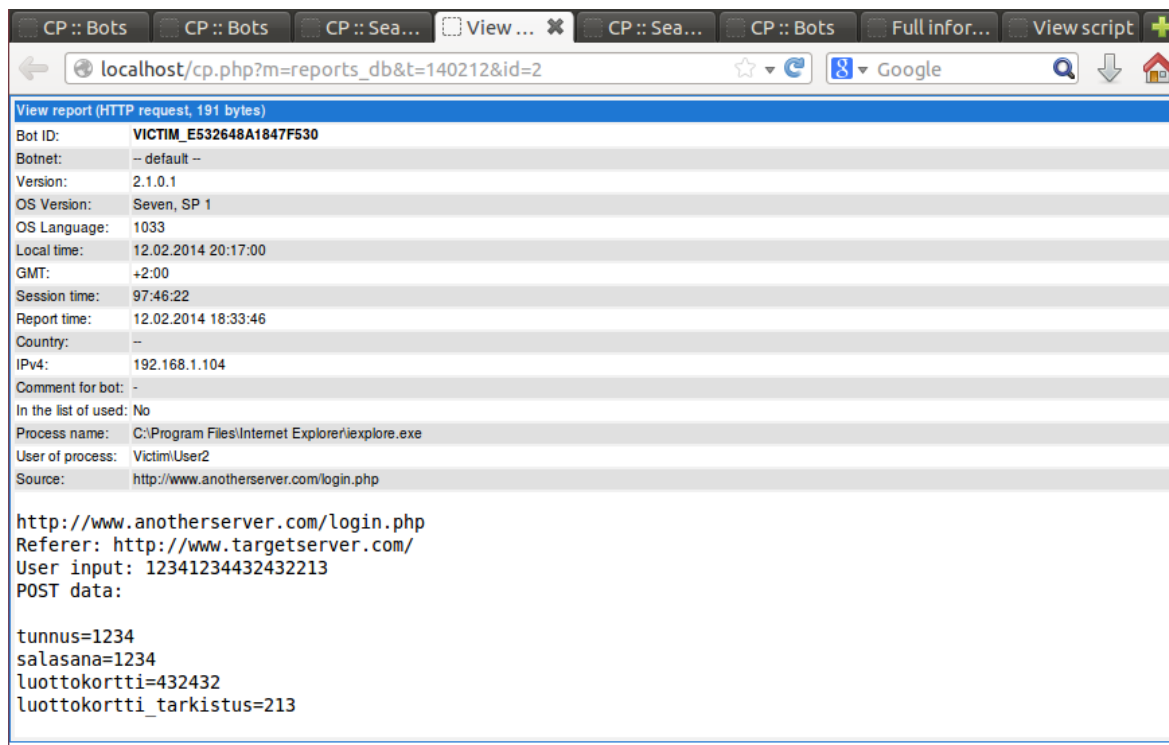 CP :: Bots CP :: Bots CP :: Sea... View ... CP :: Sea... CP :: Bots Full infor... View script
localhost/cp.php?m=reports_db&t=140212&id=2 8 Google
View report (HTTP request, 191 bytes)
Bot ID: VICTIM_E532648A1847F530
Botnet: -- default --
Version: 2.1.0.1
OS Version: Seven, SP 1
OS Language: 1033
Local time: 12.02.2014 20:17:00
GMT: +2:00
Session time: 97:46:22
Report time: 12.02.2014 18:33:46
Country: --
IPv4: 192.168.1.104
Comment for bot: -
In the list of used: No
Process name: C:\Program Files\Internet Explorer\iexplore.exe
User of process: Victim\User2
Source: http://www.anotherserver.com/login.php
http://www.anotherserver.com/login.php
Referer: http://www.targetserver.com/
User input: 12341234432432213
POST data:
tunnus=1234
salasana=1234
luottokortti=432432
luottokortti_tarkistus=213